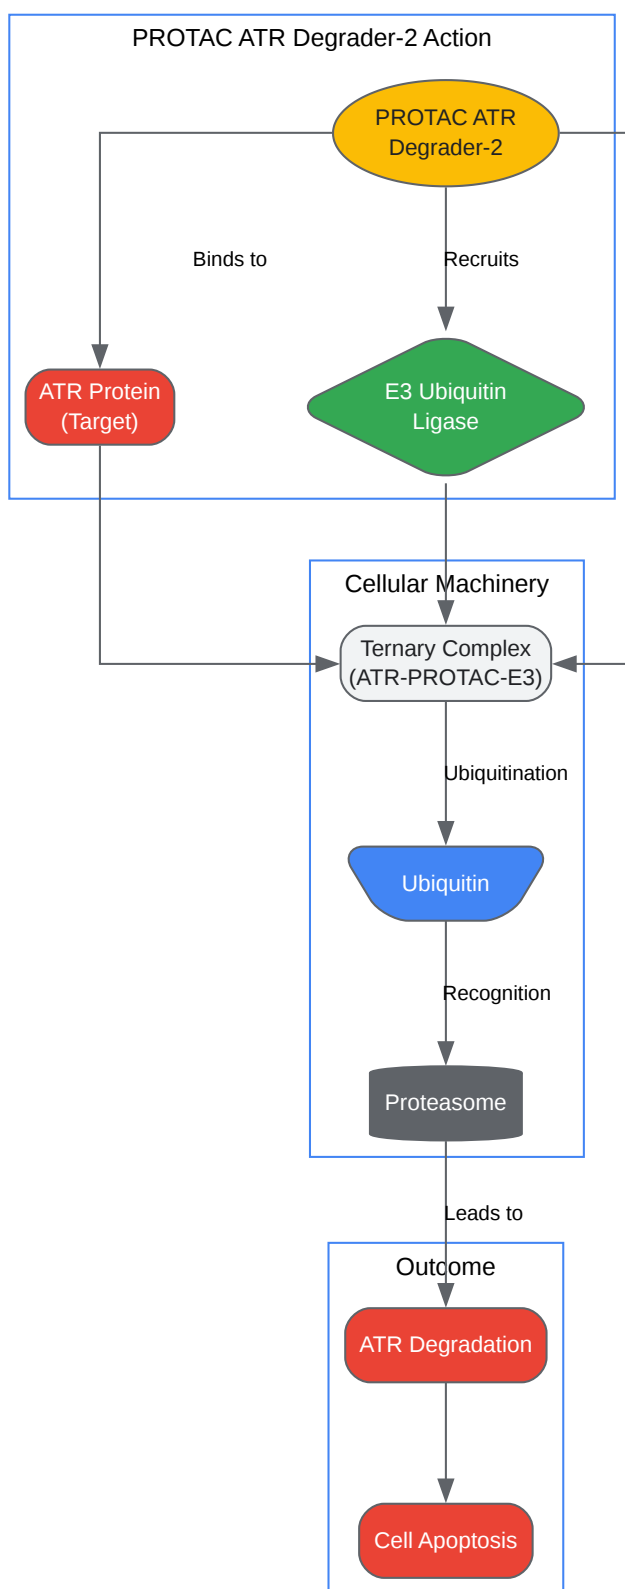 PROTAC ATR Degrader-2 Action
PROTAC ATR
Degrader-2
Binds to
Recruits
ATR Protein
(Target)
E3 Ubiquitin
Ligase
Cellular Machinery
Ternary Complex
(ATR-PROTAC-E3)
Ubiquitination
Ubiquitin
Recognition
Proteasome
Leads to
Outcome
ATR Degradation
Cell Apoptosis